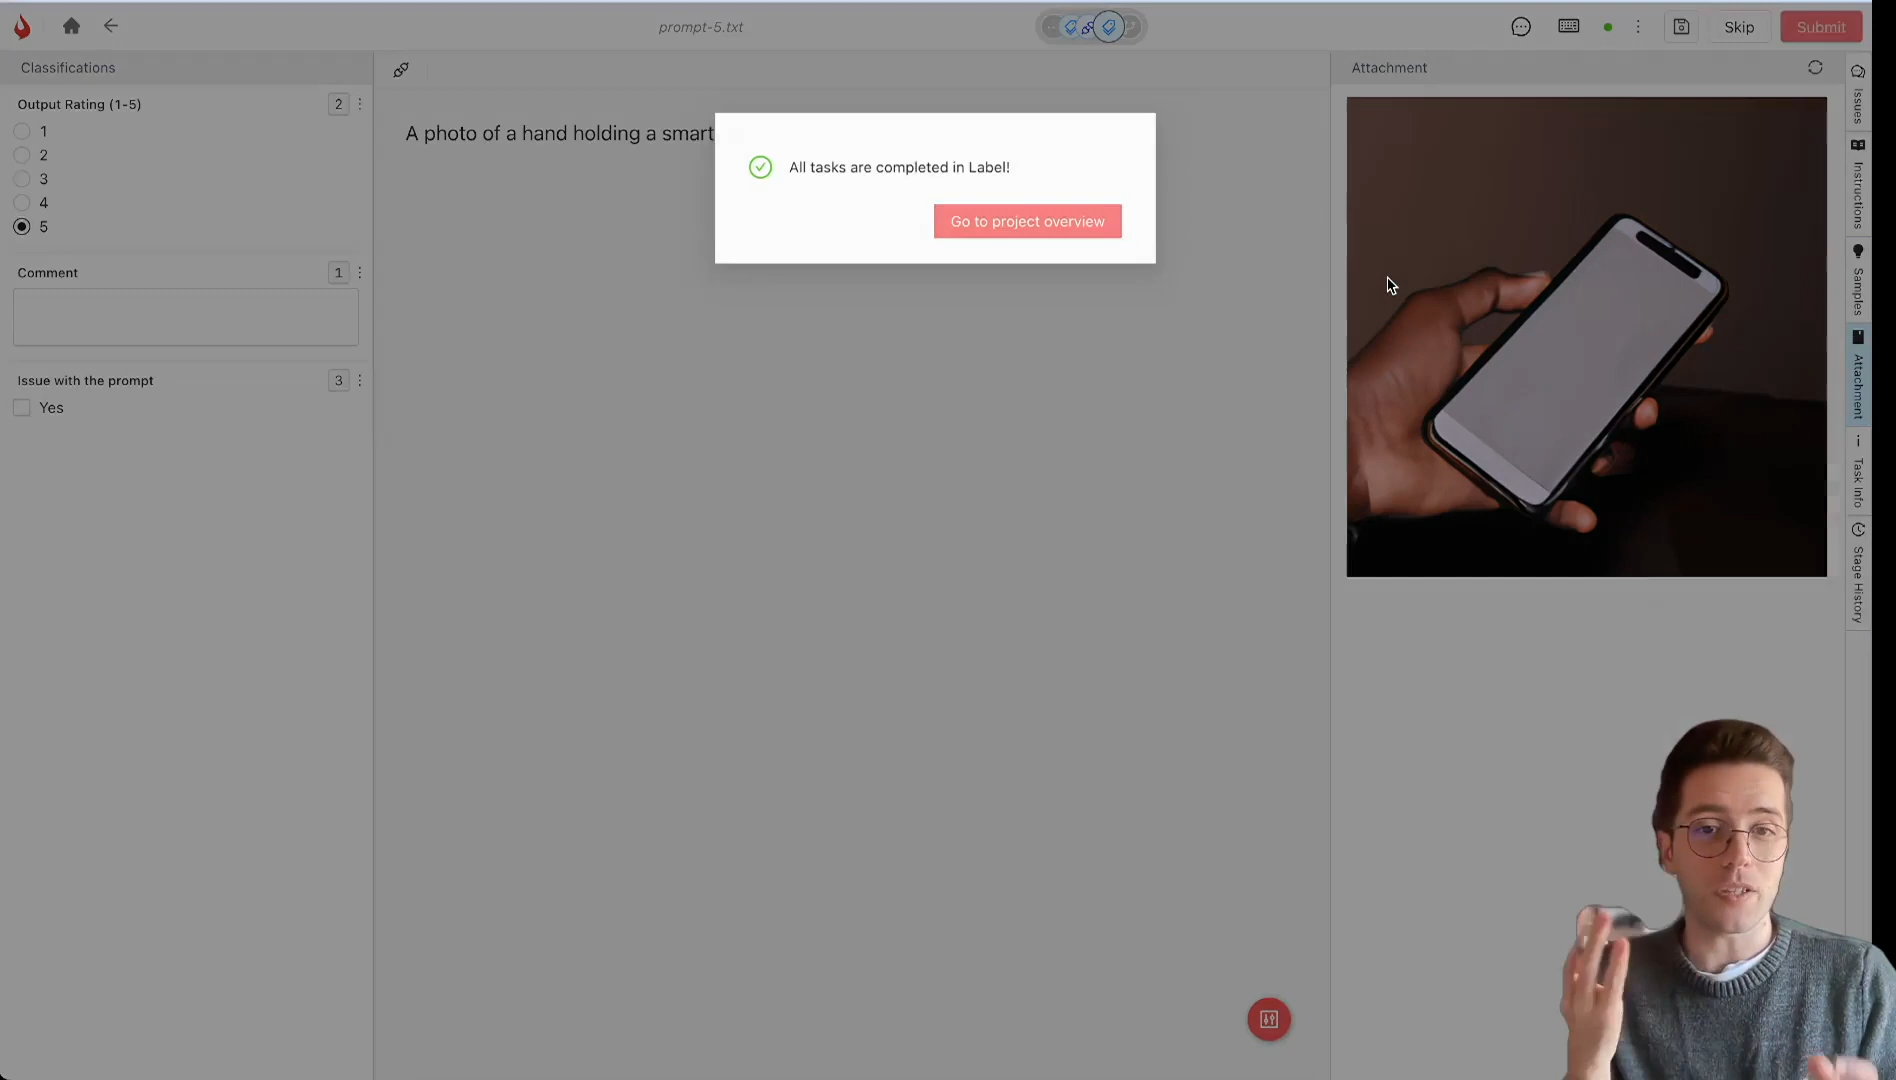 prompt-5.txt
Skip
Submit
Classifications
Attachment
Output Rating (1-5)
2
1
2
3
4
5
Comment
1
Issue with the prompt
3
Yes
A photo of a hand holding a smart
All tasks are completed in Label!
Go to project overview
Issues
Instructions
Samples
Attachment
Task Info
Stage History